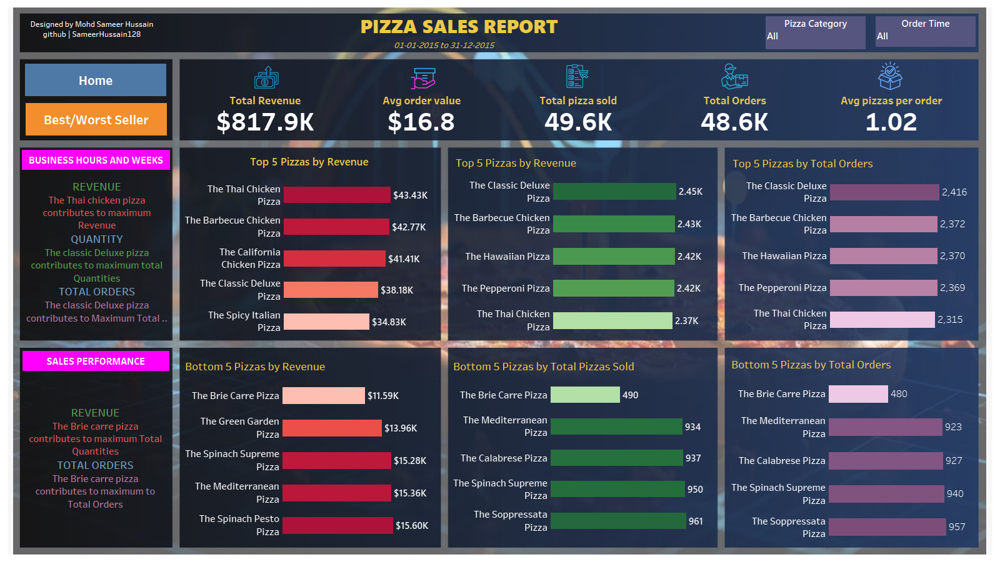 Designed by Mohd Sameer Hussain
github | SameerHussain128
PIZZA SALES REPORT
01-01-2015 to 31-12-2015
Pizza Category
All
Order Time
All
Home
Best/Worst Seller
Total Revenue
$817.9K
Avg order value
$16.8
Total pizza sold
49.6K
Total Orders
48.6K
Avg pizzas per order
1.02
BUSINESS HOURS AND WEEKS
REVENUE
The Thai chicken pizza
contributes to maximum
Revenue
QUANTITY
The classic Deluxe pizza
contributes to maximum total
Quantities
TOTAL ORDERS
The classic Deluxe pizza
contributes to Maximum Total ..
Top 5 Pizzas by Revenue
The Thai Chicken
Pizza
$43.43K
The Barbecue Chicken
Pizza
$42.77K
The California
Chicken Pizza
$41.41K
The Classic Deluxe
Pizza
$38.18K
The Spicy Italian
Pizza
$34.83K
Top 5 Pizzas by Revenue
The Classic Deluxe
Pizza
2.45K
The Barbecue Chicken
Pizza
2.43K
The Hawaiian Pizza
2.42K
The Pepperoni Pizza
2.42K
The Thai Chicken
Pizza
2.37K
Top 5 Pizzas by Total Orders
The Classic Deluxe
Pizza
2,416
The Barbecue Chicken
Pizza
2,372
The Hawaiian Pizza
2,370
The Pepperoni Pizza
2,369
The Thai Chicken
Pizza
2,315
SALES PERFORMANCE
REVENUE
The Brie carre pizza
contributes to maximum Total
Quantities
TOTAL ORDERS
The Brie carre pizza
contributes to maximum to
Total Orders
Bottom 5 Pizzas by Revenue
The Brie Carre Pizza
$11.59K
The Green Garden
Pizza
$13.96K
The Spinach Supreme
Pizza
$15.28K
The Mediterranean
Pizza
$15.36K
The Spinach Pesto
Pizza
$15.60K
Bottom 5 Pizzas by Total Pizzas Sold
The Brie Carre Pizza
490
The Mediterranean
Pizza
934
The Calabrese Pizza
937
The Spinach Supreme
Pizza
950
The Soppressata
Pizza
961
Bottom 5 Pizzas by Total Orders
The Brie Carre Pizza
480
The Mediterranean
Pizza
923
The Calabrese Pizza
927
The Spinach Supreme
Pizza
940
The Soppressata
Pizza
957